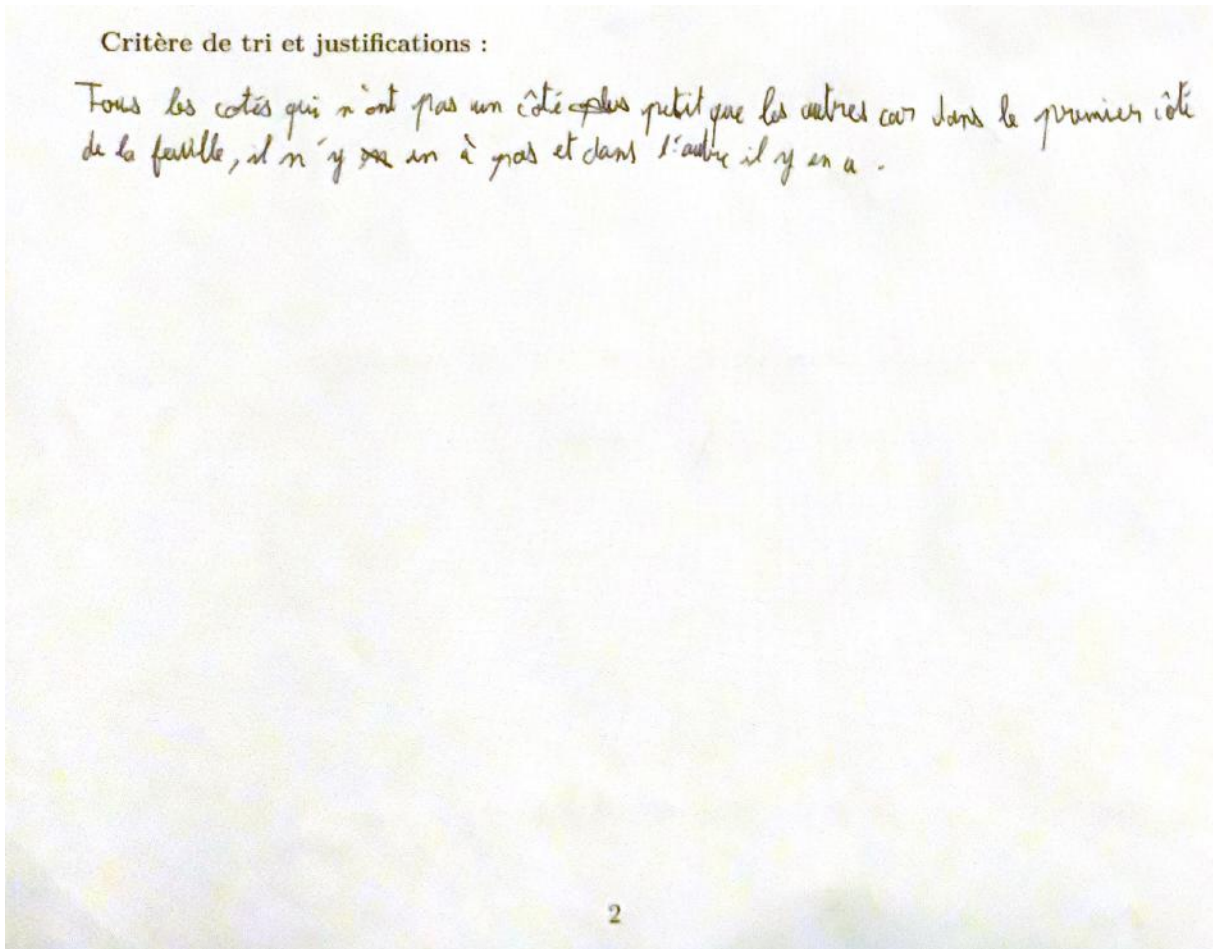 Critère de tri et justifications :
Tous les cotés qui n'ont pas un côté plus petit que les autres car dans le premier côté
de la feuille, il n'y en à pas et dans l'autre il y en a .
2